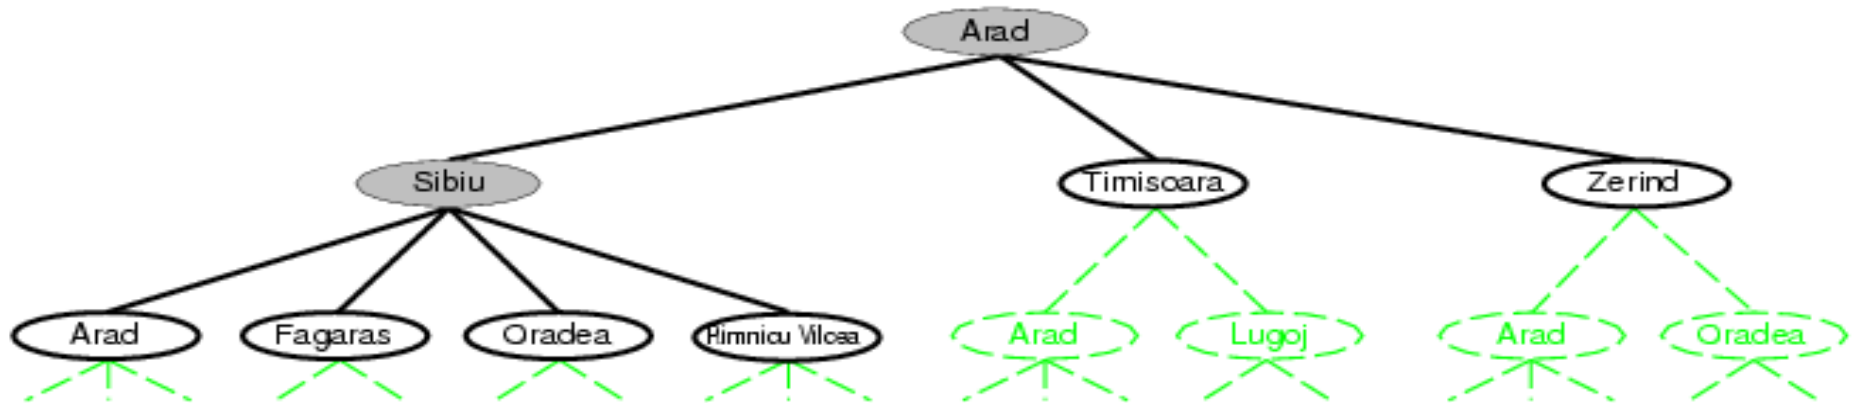 Arad
Sibiu
Timisoara
Zerind
Arad
Fagaras
Oradea
Rimnicu Vilcea
Arad
Lugoj
Arad
Oradea